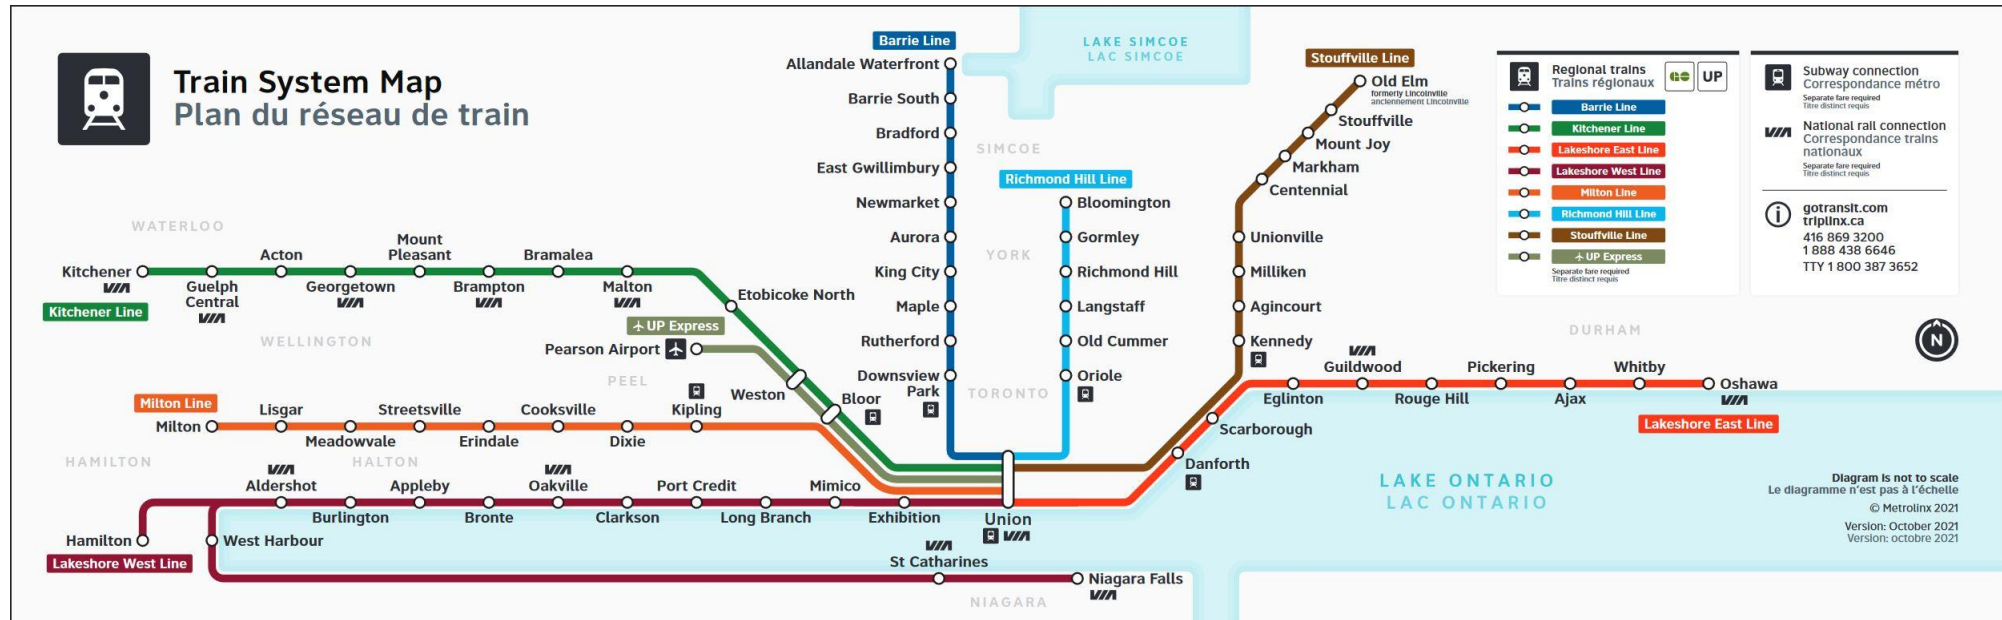 Train System Map
Plan du réseau de train
Barrie Line
Allandale Waterfront
Barrie South
Bradford
East Gwillimbury
Newmarket
Aurora
King City
Maple
Rutherford
Downsview
Park
LAKE SIMCOE
LAC SIMCOE
SIMCOE
Richmond Hill Line
Bloomington
Gormley
Richmond Hill
Langstaff
Old Cummer
Oriole
YORK
TORONTO
Stouffville Line
Old Elm
formerly Lincolnville
anciennement Lincolnville
Stouffville
Mount Joy
Markham
Centennial
Unionville
Milliken
Agincourt
Kennedy
WATERLOO
Kitchener
VIA
Kitchener Line
Guelph
Central
VIA
Acton
Georgetown
VIA
Mount
Pleasant
Brampton
VIA
Bramalea
Malton
VIA
Etobicoke North
UP Express
Pearson Airport
Weston
Bloor
WELLINGTON
PEEL
Milton Line
Milton
Lisgar
Meadowvale
Streetsville
Erindale
Cooksville
Dixie
Kipling
HAMILTON
HALTON
VIA
Aldershot
Burlington
Appleby
Bronte
VIA
Oakville
Clarkson
Port Credit
Long Branch
Mimico
Exhibition
Union
VIA
Hamilton
Lakeshore West Line
West Harbour
VIA
St Catharines
Niagara Falls
VIA
NIAGARA
Danforth
Scarborough
Eglinton
VIA
Guildwood
Rouge Hill
Pickering
Ajax
Whitby
Oshawa
VIA
Lakeshore East Line
DURHAM
LAKE ONTARIO
LAC ONTARIO
Regional trains
Trains régionaux
GO
UP
Barrie Line
Kitchener Line
Lakeshore East Line
Lakeshore West Line
Milton Line
Richmond Hill Line
Stouffville Line
UP Express
Separate fare required
Titre distinct requis
Subway connection
Correspondance métro
Separate fare required
Titre distinct requis
VIA
National rail connection
Correspondance trains
nationaux
Separate fare required
Titre distinct requis
i
gotransit.com
triplinx.ca
416 869 3200
1 888 438 6646
TTY 1 800 387 3652
N
Diagram is not to scale
Le diagramme n'est pas à l'échelle
© Metrolinx 2021
Version: October 2021
Version: octobre 2021